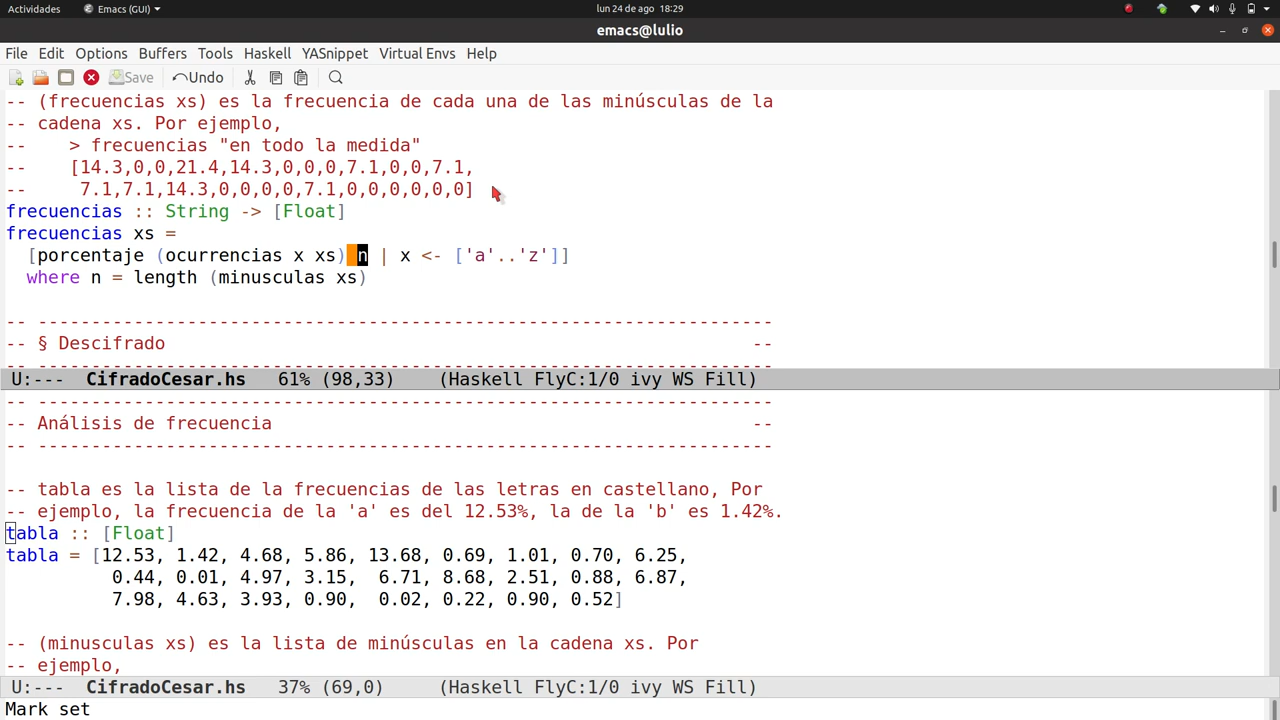 Actividades Emacs (GUI) lun 24 de ago 18:29
emacs@lulio
File Edit Options Buffers Tools Haskell YASnippet Virtual Envs Help
Save Undo
-- (frecuencias xs) es la frecuencia de cada una de las minúsculas de la
-- cadena xs. Por ejemplo,
--    > frecuencias "en todo la medida"
--    [14.3,0,0,21.4,14.3,0,0,0,7.1,0,0,7.1,
--     7.1,7.1,14.3,0,0,0,0,7.1,0,0,0,0,0,0]
frecuencias :: String -> [Float]
frecuencias xs =
  [porcentaje (ocurrencias x xs) n | x <- ['a'..'z']]
  where n = length (minusculas xs)
-- ---------------------------------------------------------------------
-- § Descifrado                                                       --
-- ---------------------------------------------------------------------
U:--- CifradoCesar.hs 61% (98,33) (Haskell FlyC:1/0 ivy WS Fill)
-- ---------------------------------------------------------------------
-- Análisis de frecuencia                                             --
-- ---------------------------------------------------------------------
-- tabla es la lista de la frecuencias de las letras en castellano, Por
-- ejemplo, la frecuencia de la 'a' es del 12.53%, la de la 'b' es 1.42%.
tabla :: [Float]
tabla = [12.53, 1.42, 4.68, 5.86, 13.68, 0.69, 1.01, 0.70, 6.25,
          0.44, 0.01, 4.97, 3.15,  6.71, 8.68, 2.51, 0.88, 6.87,
          7.98, 4.63, 3.93, 0.90,  0.02, 0.22, 0.90, 0.52]
-- (minusculas xs) es la lista de minúsculas en la cadena xs. Por
-- ejemplo,
U:--- CifradoCesar.hs 37% (69,0) (Haskell FlyC:1/0 ivy WS Fill)
Mark set